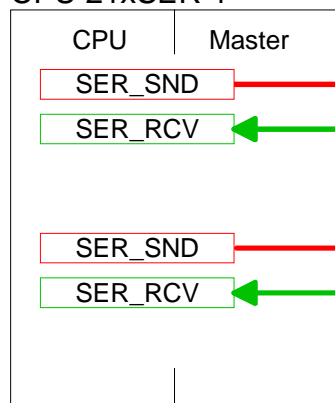 CPU 21xSER-1
CPU Master
SER_SND
SER_RCV
SER_SND
SER_RCV